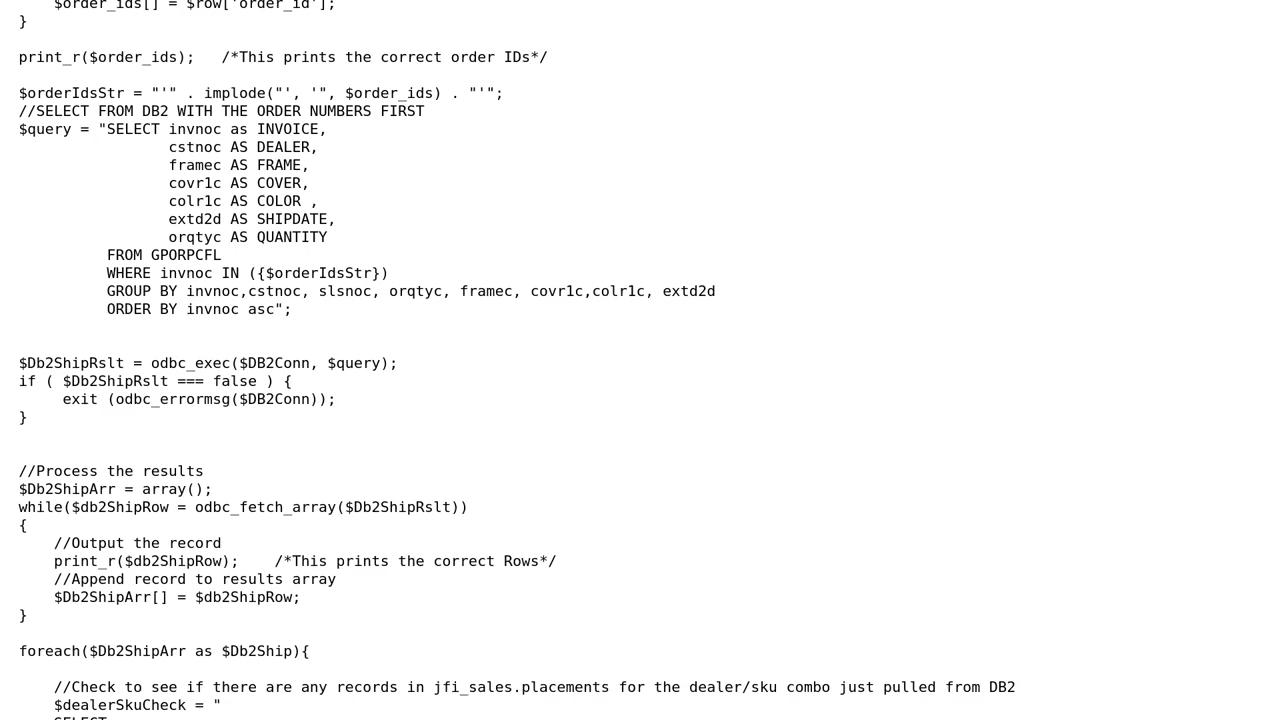 $order_ids[] = $row['order_id'];
}
print_r($order_ids);   /*This prints the correct order IDs*/
$orderIdsStr = "'" . implode("', '", $order_ids) . "'";
//SELECT FROM DB2 WITH THE ORDER NUMBERS FIRST
$query = "SELECT invnoc as INVOICE,
                 cstnoc AS DEALER,
                 framec AS FRAME,
                 covr1c AS COVER,
                 colr1c AS COLOR ,
                 extd2d AS SHIPDATE,
                 orqtyc AS QUANTITY
          FROM GPORPCFL
          WHERE invnoc IN ({$orderIdsStr})
          GROUP BY invnoc,cstnoc, slsnoc, orqtyc, framec, covr1c,colr1c, extd2d
          ORDER BY invnoc asc";
$Db2ShipRslt = odbc_exec($DB2Conn, $query);
if ( $Db2ShipRslt === false ) {
     exit (odbc_errormsg($DB2Conn));
}
//Process the results
$Db2ShipArr = array();
while($db2ShipRow = odbc_fetch_array($Db2ShipRslt))
{
    //Output the record
    print_r($db2ShipRow);    /*This prints the correct Rows*/
    //Append record to results array
    $Db2ShipArr[] = $db2ShipRow;
}
foreach($Db2ShipArr as $Db2Ship){
    //Check to see if there are any records in jfi_sales.placements for the dealer/sku combo just pulled from DB2
    $dealerSkuCheck = "
    SELECT